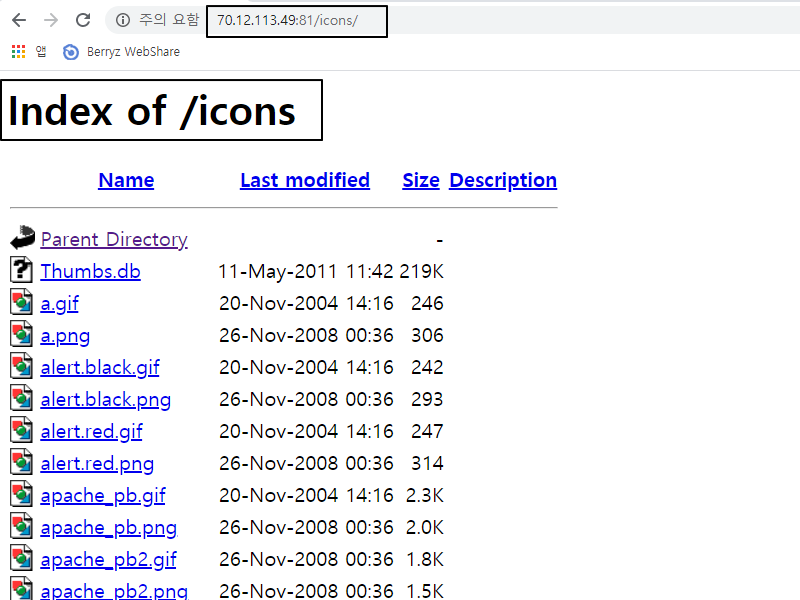 주의 요함 70.12.113.49:81/icons/
앱 Berryz WebShare
Index of /icons
Name Last modified Size Description
Parent Directory -
Thumbs.db 11-May-2011 11:42 219K
a.gif 20-Nov-2004 14:16 246
a.png 26-Nov-2008 00:36 306
alert.black.gif 20-Nov-2004 14:16 242
alert.black.png 26-Nov-2008 00:36 293
alert.red.gif 20-Nov-2004 14:16 247
alert.red.png 26-Nov-2008 00:36 314
apache_pb.gif 20-Nov-2004 14:16 2.3K
apache_pb.png 26-Nov-2008 00:36 2.0K
apache_pb2.gif 20-Nov-2004 14:16 1.8K
apache_pb2.png 26-Nov-2008 00:36 1.5K